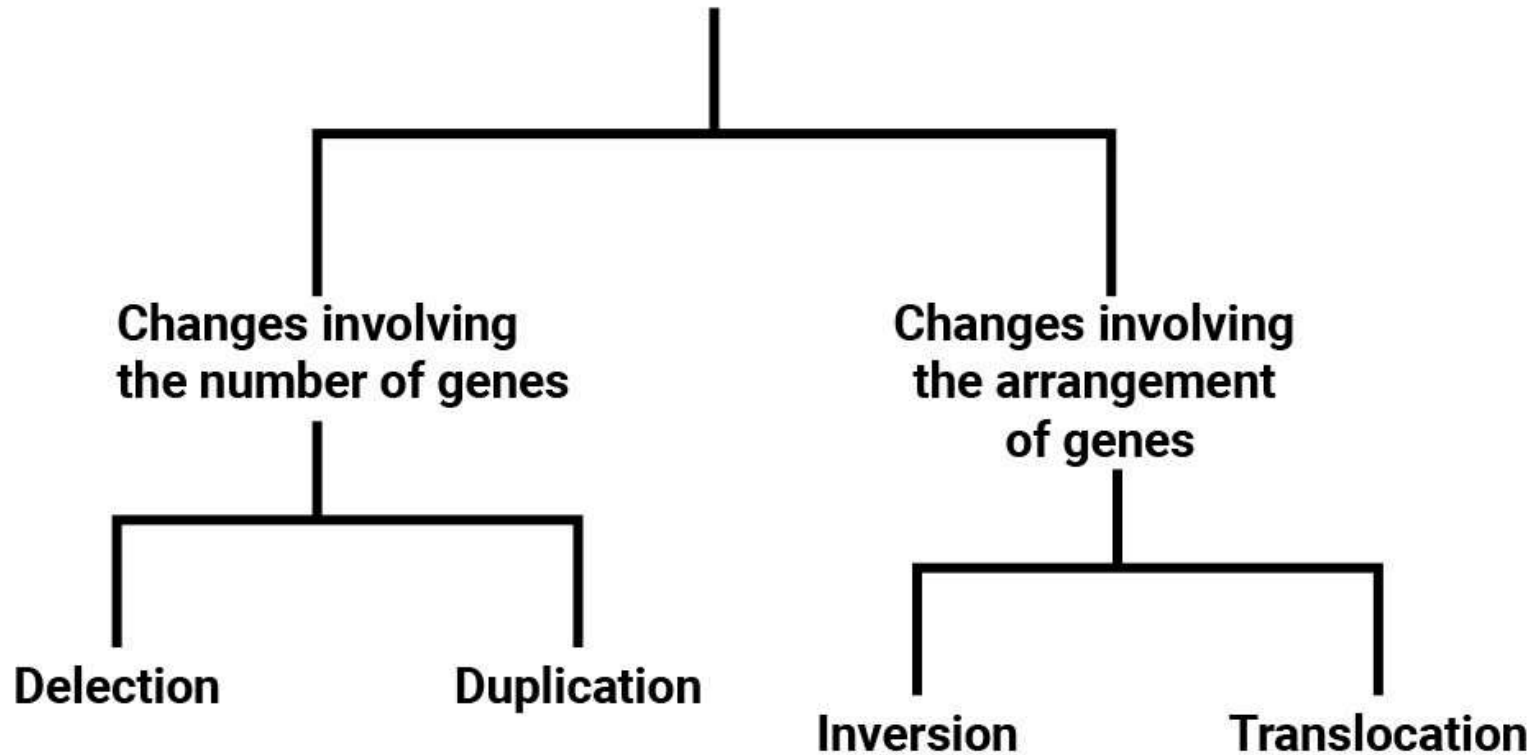 Changes involving
the number of genes
Changes involving
the arrangement
of genes
Delection
Duplication
Inversion
Translocation